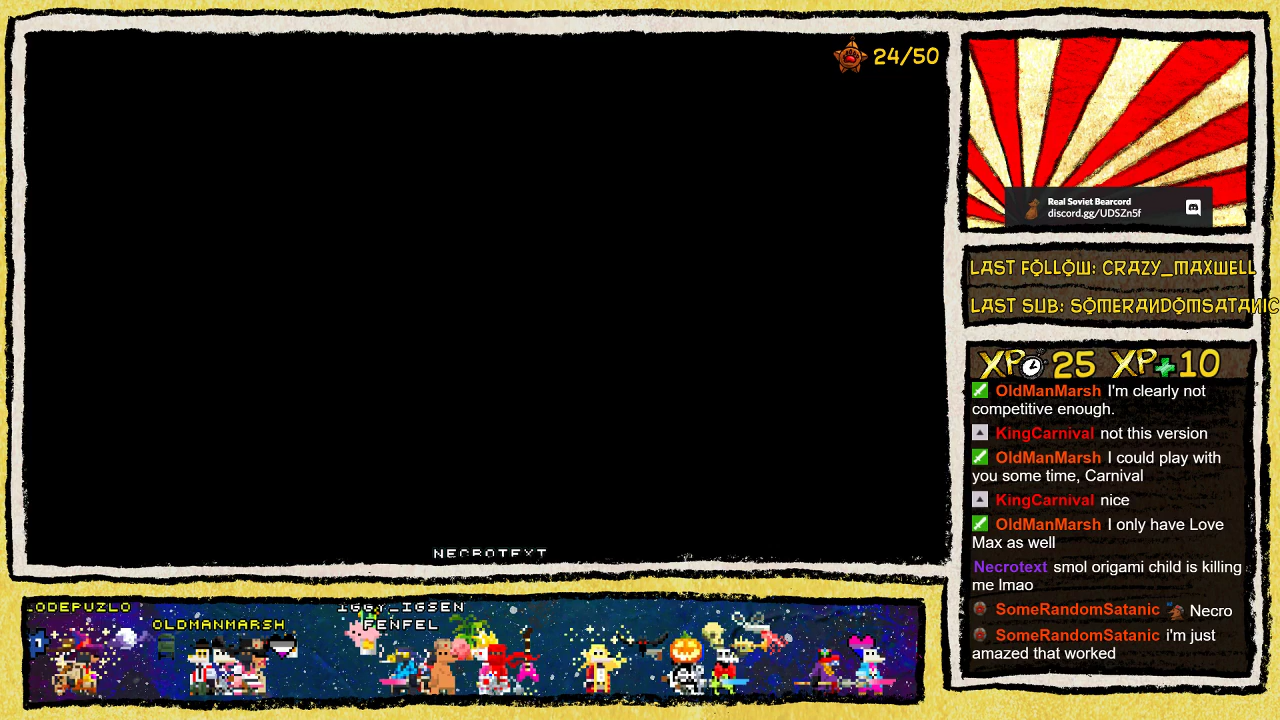 24/50
Real Soviet Bearcord
discord.gg/UDSZn5f
LAST FOLLOW: CRAZY_MAXWELL
LAST SUB: SOMERANDOMSATANIC
XP 25 XP+10
OldManMarsh I'm clearly not
competitive enough.
KingCarnival not this version
OldManMarsh I could play with
you some time, Carnival
KingCarnival nice
OldManMarsh I only have Love
Max as well
Necrotext smol origami child is killing
me lmao
SomeRandomSatanic Necro
SomeRandomSatanic i'm just
amazed that worked
NECROTEXT
ODEPUZLO
OLDMANMARSH
IGGY_IGSEN
FENFEL